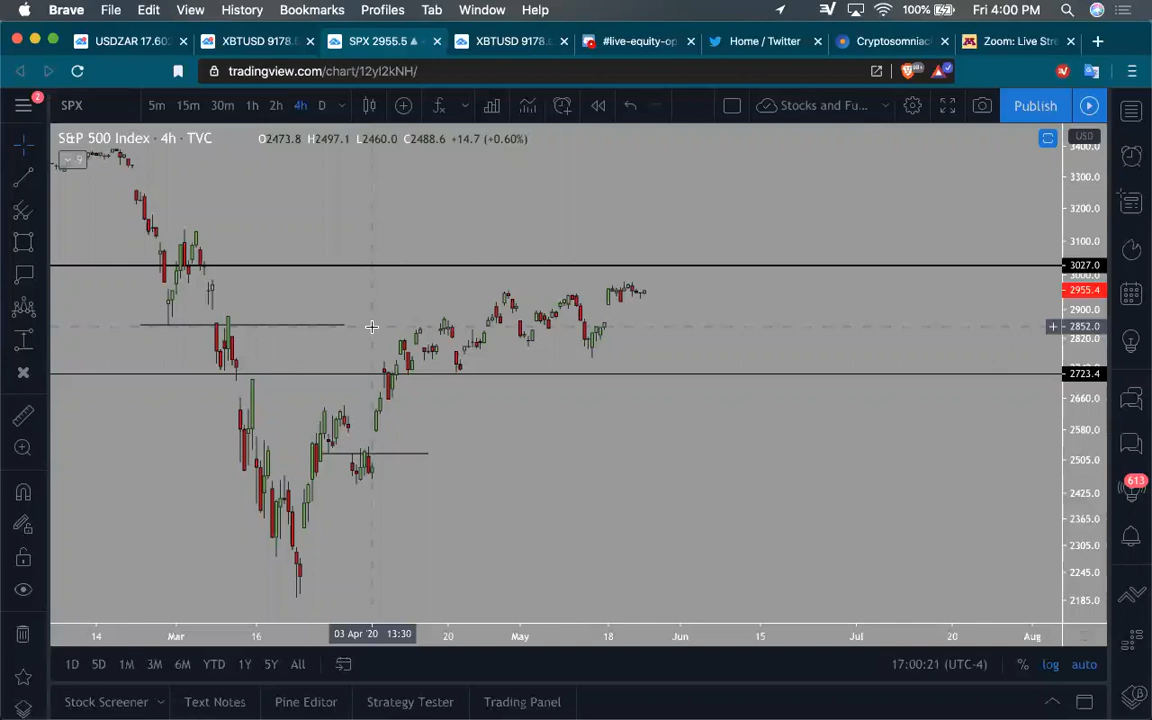 Brave File Edit View History Bookmarks Profiles Tab Window Help 100% Fri 4:00 PM
USDZAR 17.602 XBTUSD 9178. SPX 2955.5 XBTUSD 9178. #live-equity-op Home / Twitter Cryptosomniac Zoom: Live Stre
tradingview.com/chart/12yI2kNH/
2 SPX 5m 15m 30m 1h 2h 4h D Stocks and Fu... Publish
S&P 500 Index · 4h · TVC O2473.8 H2497.1 L2460.0 C2488.6 +14.7 (+0.60%)
USD
9
3400.0
3300.0
3200.0
3100.0
3027.0
3000.0
2955.4
2900.0
2852.0
2820.0
2723.4
2660.0
2580.0
2505.0
2425.0
2365.0
2305.0
2245.0
2185.0
613
14 Mar 16 03 Apr '20 13:30 20 May 18 Jun 15 Jul 20 Aug
1D 5D 1M 3M 6M YTD 1Y 5Y All 17:00:21 (UTC-4) % log auto
Stock Screener Text Notes Pine Editor Strategy Tester Trading Panel